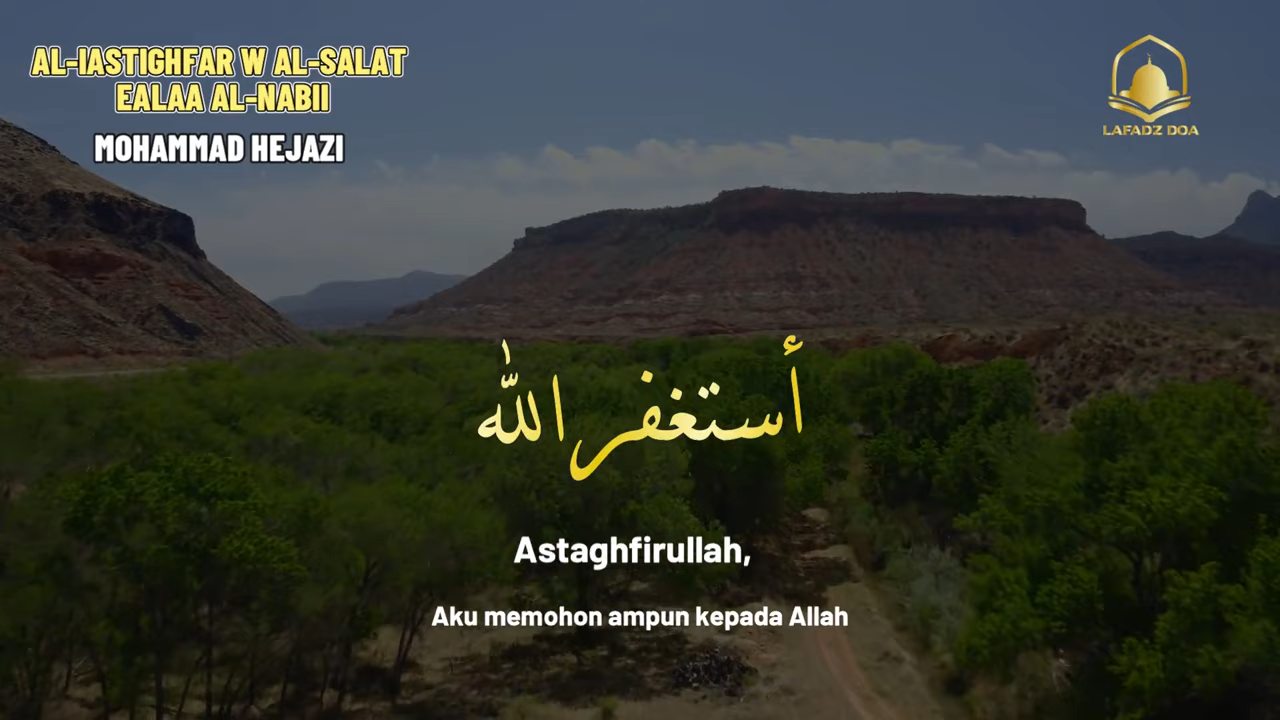 AL-IASTIGHFAR W AL-SALAT
EALAA AL-NABII
MOHAMMAD HEJAZI
LAFADZ DOA
أستغفر الله
Astaghfirullah,
Aku memohon ampun kepada Allah